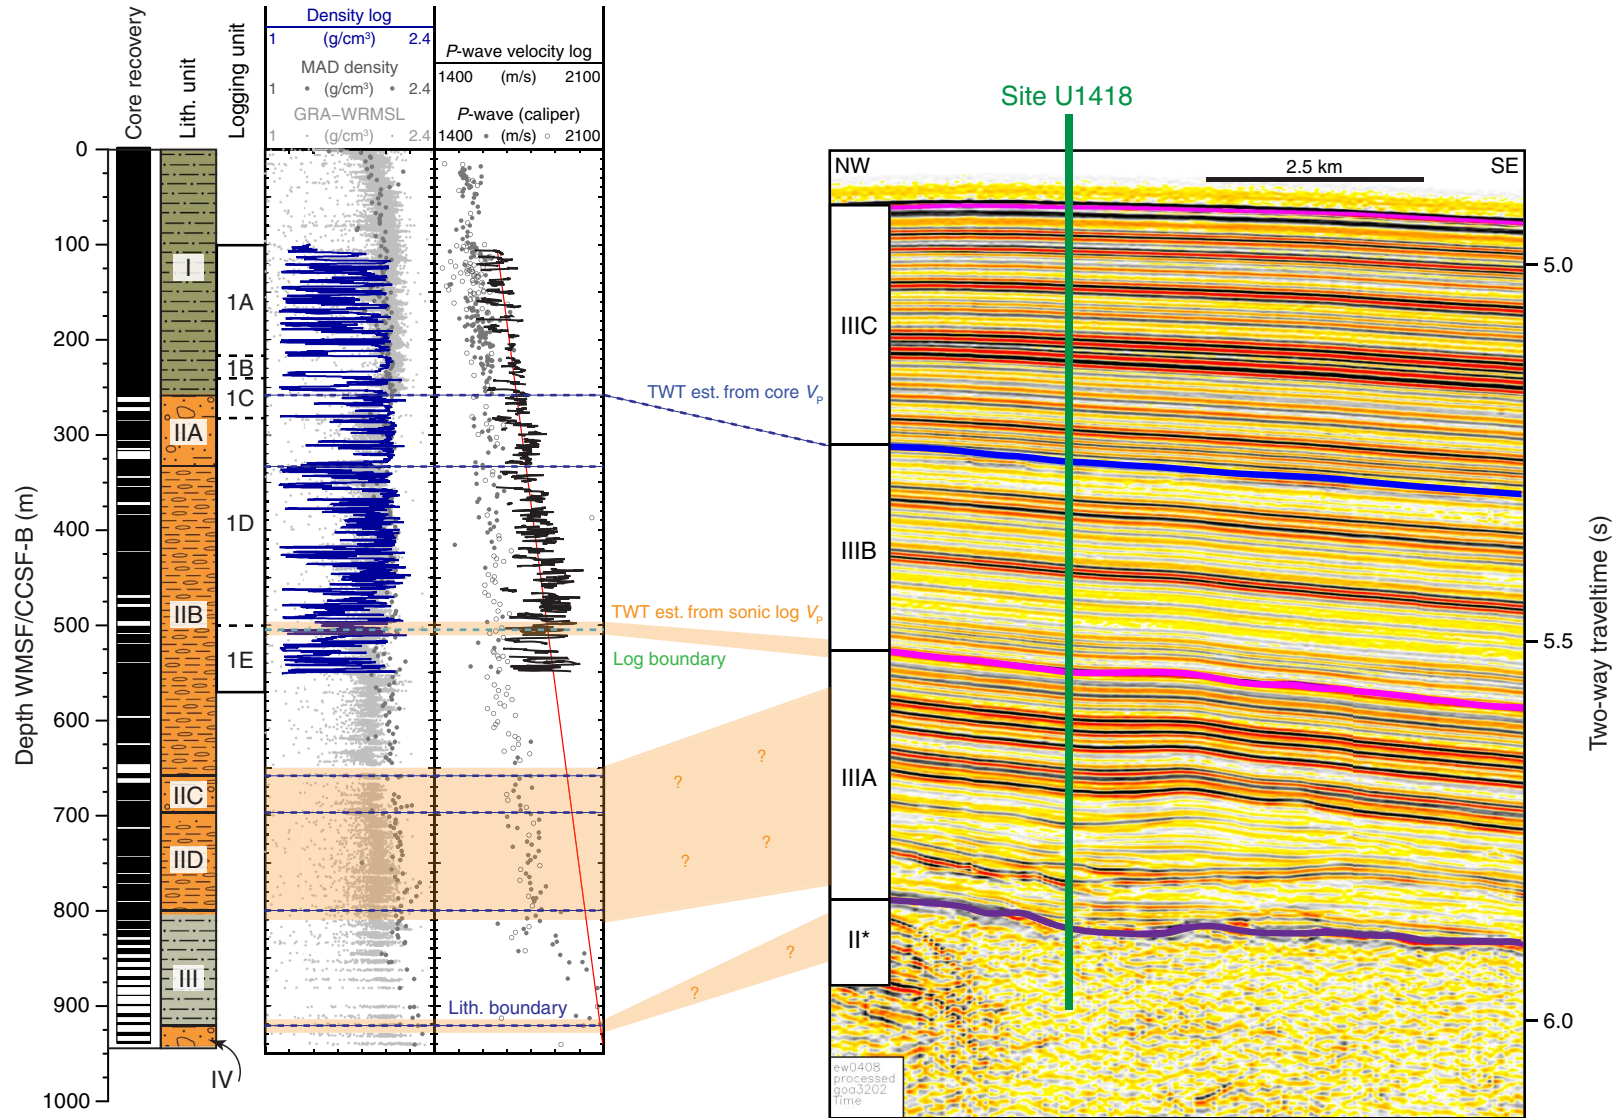 Core recovery
Lith. unit
Logging unit
Density log
1 (g/cm³) 2.4
MAD density
1 • (g/cm³) • 2.4
GRA–WRMSL
1 · (g/cm³) · 2.4
P-wave velocity log
1400 (m/s) 2100
P-wave (caliper)
1400 • (m/s) ○ 2100
Depth WMSF/CCSF-B (m)
0
100
200
300
400
500
600
700
800
900
1000
I
IIA
IIB
IIC
IID
III
IV
1A
1B
1C
1D
1E
TWT est. from core VP
TWT est. from sonic log VP
Log boundary
?
?
?
?
?
?
Lith. boundary
Site U1418
NW
2.5 km
SE
IIIC
IIIB
IIIA
II*
5.0
5.5
6.0
Two-way traveltime (s)
ew0408
processed
goa3202
Time